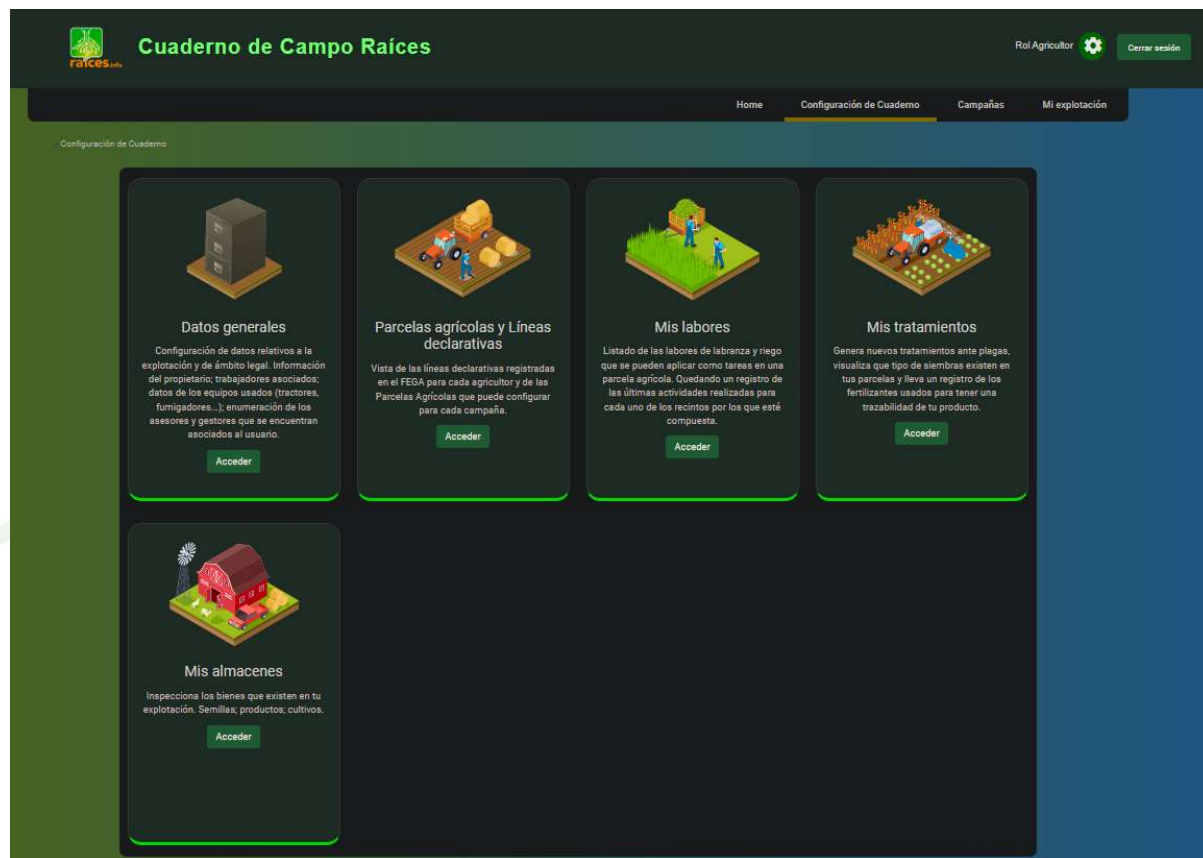 raíces.info
Cuaderno de Campo Raíces
Rol Agricultor
Cerrar sesión
Home
Configuración de Cuaderno
Campañas
Mi explotación
Configuración de Cuaderno
Datos generales
Configuración de datos relativos a la
explotación y de ámbito legal. Información
del propietario; trabajadores asociados;
datos de los equipos usados (tractores,
fumigadores...); enumeración de los
asesores y gestores que se encuentran
asociados al usuario.
Acceder
Parcelas agrícolas y Líneas
declarativas
Vista de las líneas declarativas registradas
en el FEGA para cada agricultor y de las
Parcelas Agrícolas que puede configurar
para cada campaña.
Acceder
Mis labores
Listado de las labores de labranza y riego
que se pueden aplicar como tareas en una
parcela agrícola. Quedando un registro de
las últimas actividades realizadas para
cada uno de los recintos por los que esté
compuesta.
Acceder
Mis tratamientos
Genera nuevos tratamientos ante plagas,
visualiza que tipo de siembras existen en
tus parcelas y lleva un registro de los
fertilizantes usados para tener una
trazabilidad de tu producto.
Acceder
Mis almacenes
Inspecciona los bienes que existen en tu
explotación. Semillas; productos; cultivos.
Acceder